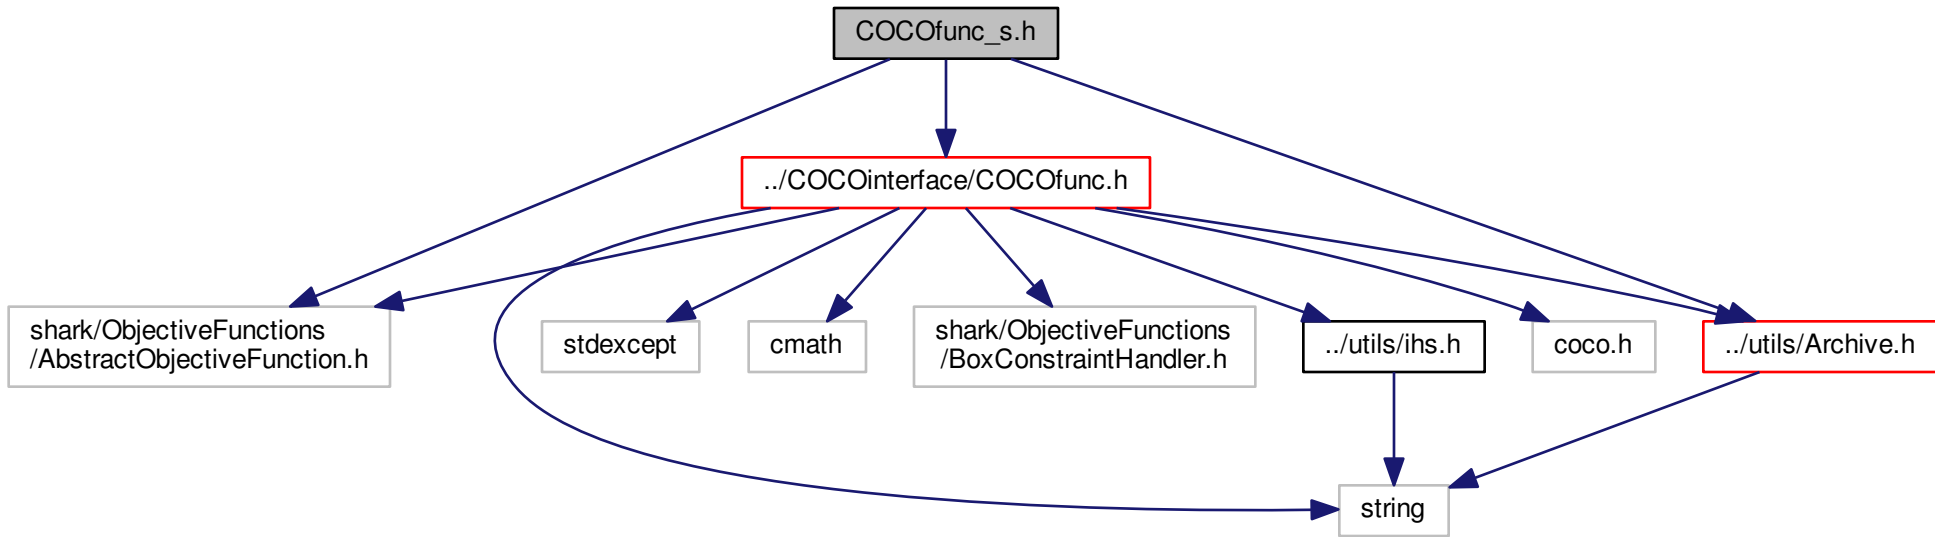 COCOfunc_s.h
../COCOinterface/COCOfunc.h
shark/ObjectiveFunctions
/AbstractObjectiveFunction.h
stdexcept
cmath
shark/ObjectiveFunctions
/BoxConstraintHandler.h
../utils/ihs.h
coco.h
../utils/Archive.h
string